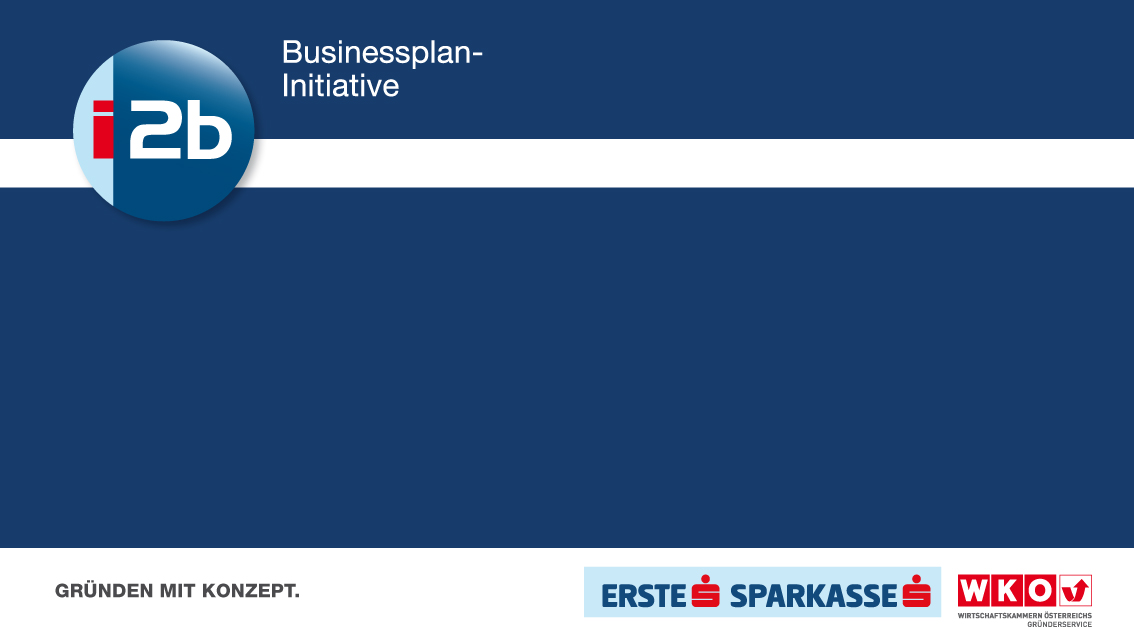 Businessplan-
Initiative
i2b
GRÜNDEN MIT KONZEPT.
ERSTE SPARKASSE
WKO
WIRTSCHAFTSKAMMERN ÖSTERREICHS
GRÜNDERSERVICE